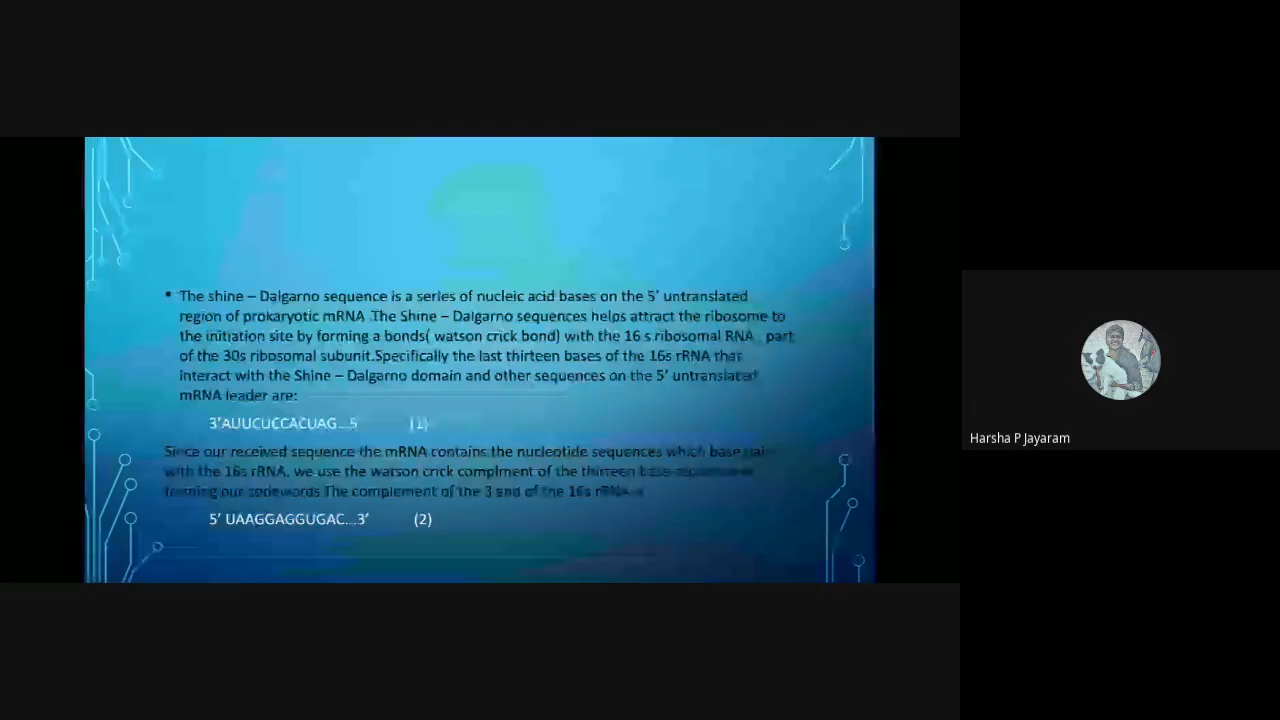 • The shine – Dalgarno sequence is a series of nucleic acid bases on the 5' untranslated
region of prokaryotic mRNA .The Shine – Dalgarno sequences helps attract the ribosome to
the initiation site by forming a bonds( watson crick bond) with the 16 s ribosomal RNA , part
of the 30s ribosomal subunit.Specifically the last thirteen bases of the 16s rRNA that
interact with the Shine – Dalgarno domain and other sequences on the 5' untranslated
mRNA leader are:
3'AUUCUCCACUAG...5 (1)
Since our received sequence the mRNA contains the nucleotide sequences which base pair
with the 16s rRNA, we use the watson crick complment of the thirteen base
forming our codewords The complement of the 3 end of the 16s rRNA
5' UAAGGAGGUGAC...3' (2)
Harsha P Jayaram